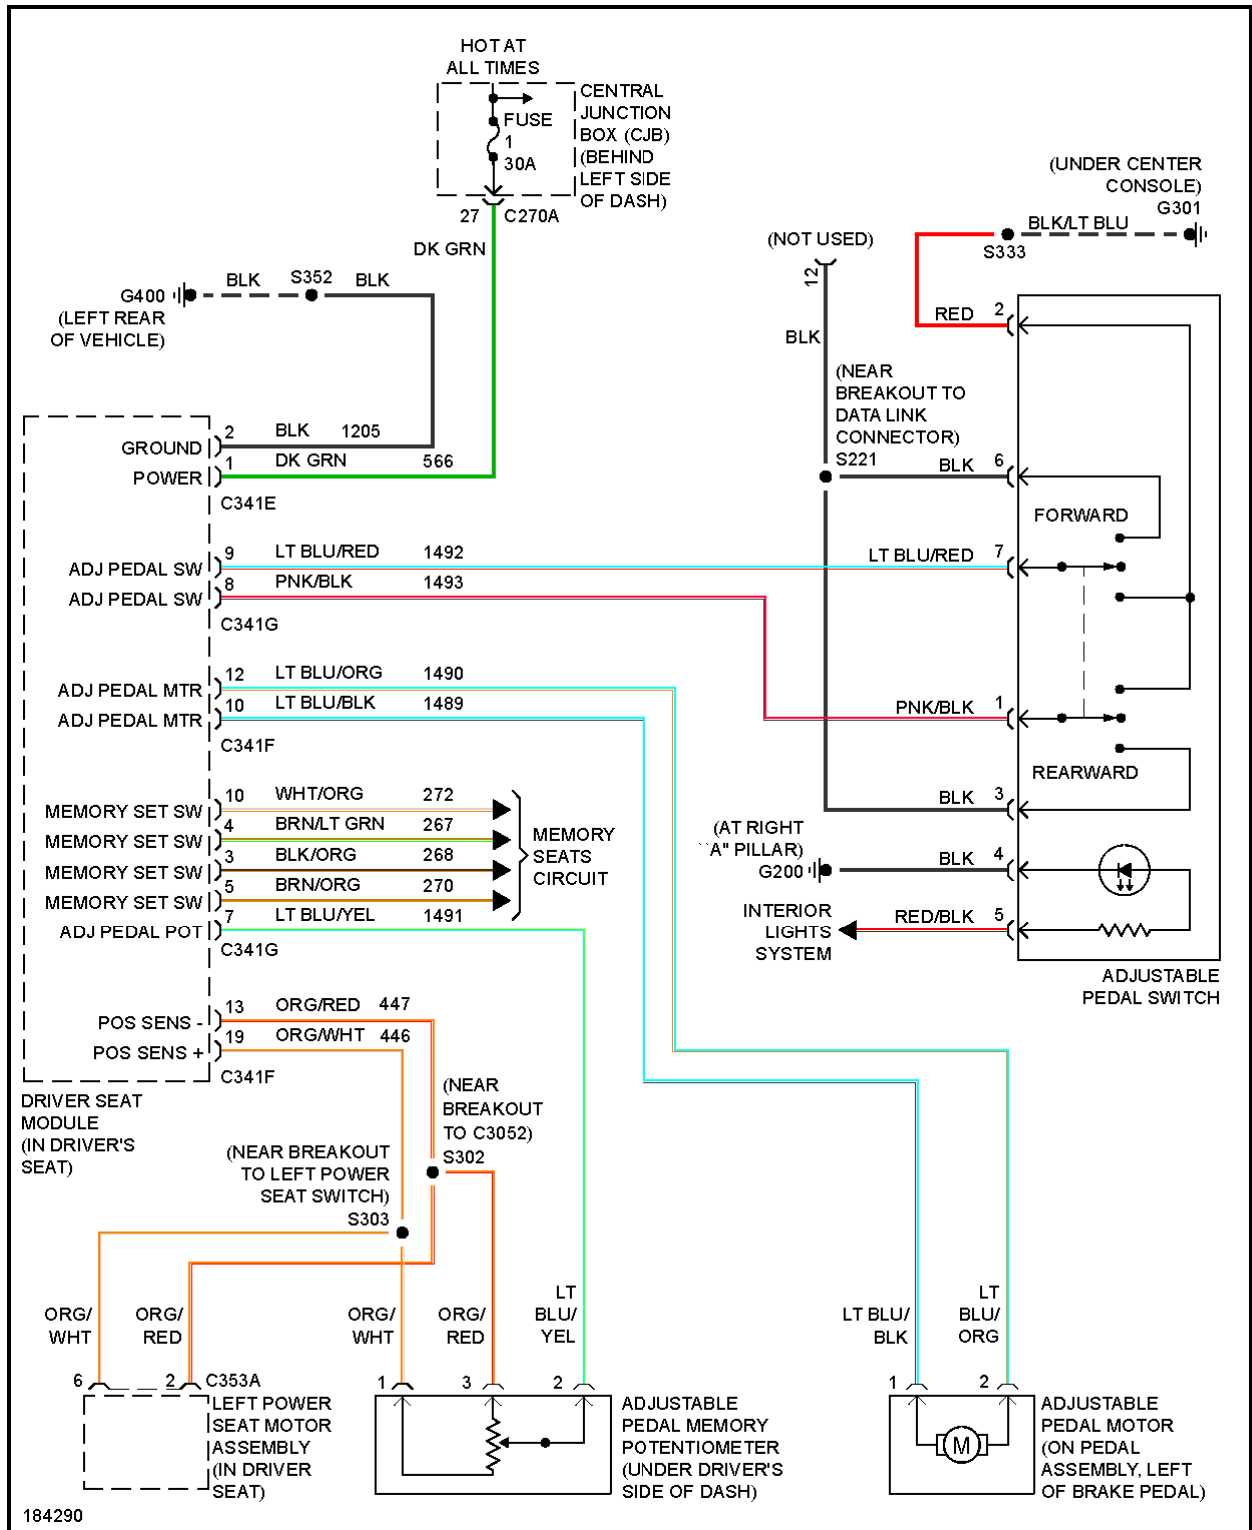 HOT AT
ALL TIMES
CENTRAL
JUNCTION
BOX (CJB)
(BEHIND
LEFT SIDE
OF DASH)
FUSE
1
30A
27
C270A
DK GRN
(UNDER CENTER
CONSOLE)
G301
BLK/LT BLU
S333
(NOT USED)
12
BLK
G400
(LEFT REAR
OF VEHICLE)
BLK
S352
BLK
RED
2
(NEAR
BREAKOUT TO
DATA LINK
CONNECTOR)
S221
GROUND
2
BLK
1205
POWER
1
DK GRN
566
C341E
BLK
6
FORWARD
ADJ PEDAL SW
9
LT BLU/RED
1492
LT BLU/RED
7
ADJ PEDAL SW
8
PNK/BLK
1493
C341G
ADJ PEDAL MTR
12
LT BLU/ORG
1490
ADJ PEDAL MTR
10
LT BLU/BLK
1489
C341F
PNK/BLK
1
REARWARD
BLK
3
MEMORY SET SW
10
WHT/ORG
272
MEMORY SET SW
4
BRN/LT GRN
267
MEMORY SET SW
3
BLK/ORG
268
MEMORY SET SW
5
BRN/ORG
270
ADJ PEDAL POT
7
LT BLU/YEL
1491
C341G
MEMORY
SEATS
CIRCUIT
(AT RIGHT
``A" PILLAR)
G200
BLK
4
INTERIOR
LIGHTS
SYSTEM
RED/BLK
5
ADJUSTABLE
PEDAL SWITCH
POS SENS -
13
ORG/RED
447
POS SENS +
19
ORG/WHT
446
C341F
DRIVER SEAT
MODULE
(IN DRIVER'S
SEAT)
(NEAR
BREAKOUT
TO C3052)
S302
(NEAR BREAKOUT
TO LEFT POWER
SEAT SWITCH)
S303
ORG/
WHT
ORG/
RED
ORG/
WHT
ORG/
RED
LT
BLU/
YEL
LT BLU/
BLK
LT
BLU/
ORG
6
2
C353A
LEFT POWER
SEAT MOTOR
ASSEMBLY
(IN DRIVER
SEAT)
1
3
2
ADJUSTABLE
PEDAL MEMORY
POTENTIOMETER
(UNDER DRIVER'S
SIDE OF DASH)
1
2
M
ADJUSTABLE
PEDAL MOTOR
(ON PEDAL
ASSEMBLY, LEFT
OF BRAKE PEDAL)
184290